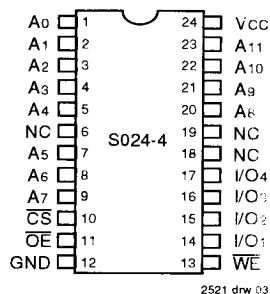 A0 1 24 VCC
A1 2 23 A11
A2 3 22 A10
A3 4 21 A9
A4 5 20 A8
NC 6 S024-4 19 NC
A5 7 18 NC
A6 8 17 I/O4
A7 9 16 I/O3
CS 10 15 I/O2
OE 11 14 I/O1
GND 12 13 WE
2521 drw 03